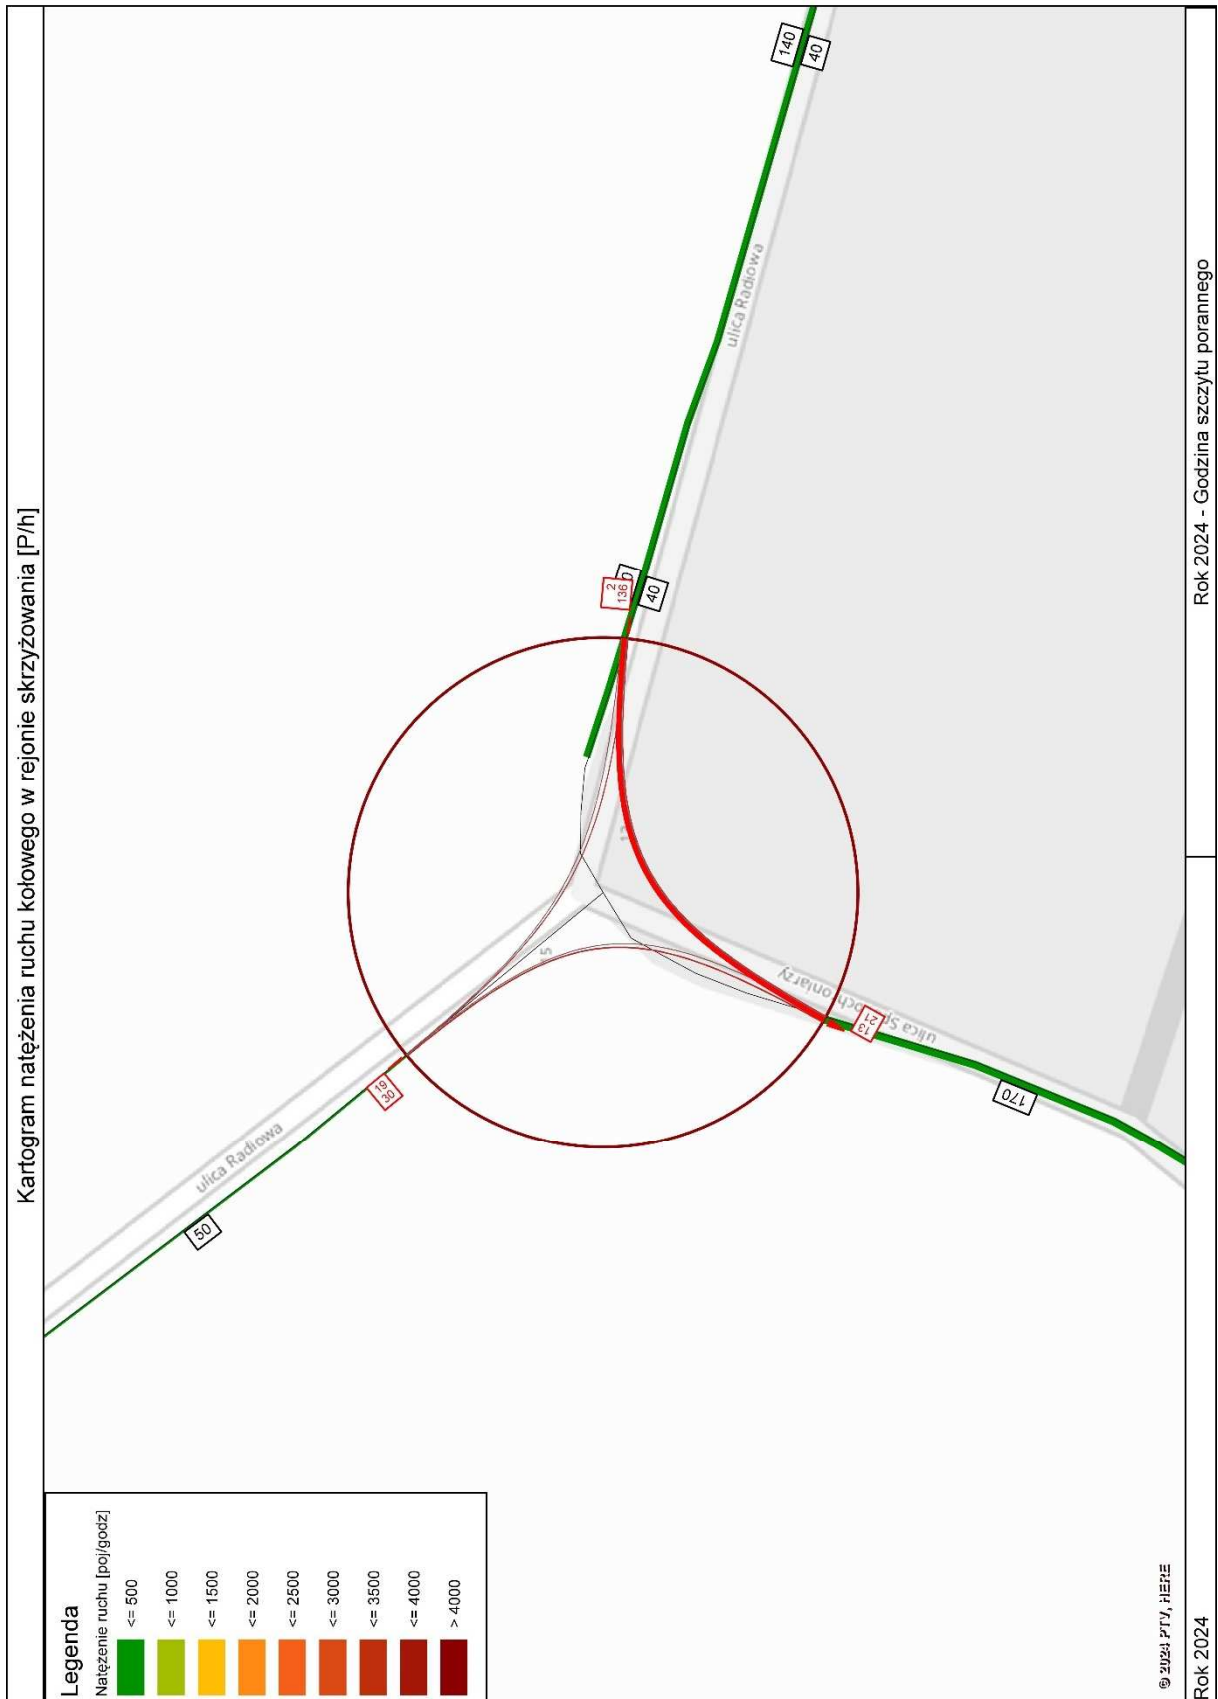 Kartogram natężenia ruchu kołowego w rejonie skrzyżowania [P/h]
140
40
ulica Radiowa
2
136
0
40
13
21
170
19
30
ulica Radiowa
50
Legenda
Natężenie ruchu [poj/godz]
<= 500
<= 1000
<= 1500
<= 2000
<= 2500
<= 3000
<= 3500
<= 4000
> 4000
© 2024 PTV, HERE
Rok 2024
Rok 2024 - Godzina szczytu porannego